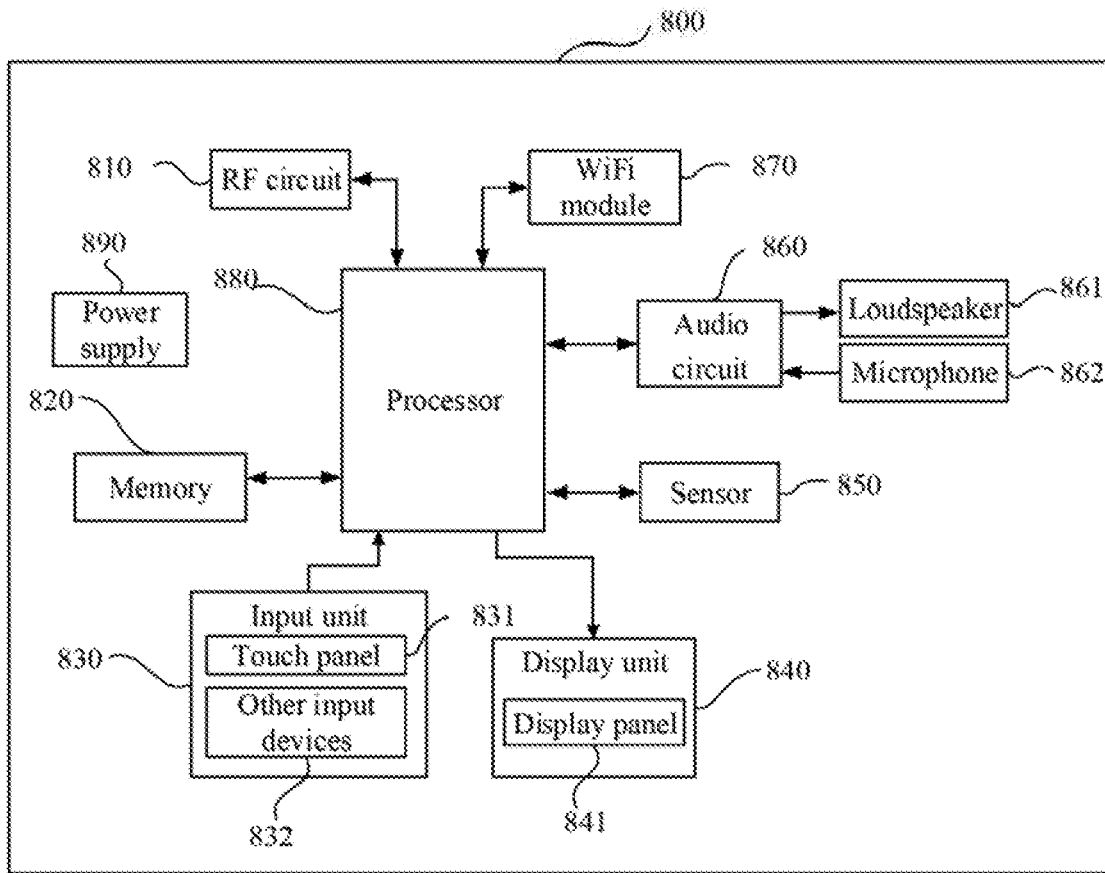 800
810
RF circuit
WiFi
module
870
890
Power
supply
880
Processor
860
Audio
circuit
Loudspeaker
861
Microphone
862
820
Memory
Sensor
850
Input unit
831
Touch panel
830
Other input
devices
832
Display unit
840
Display panel
841